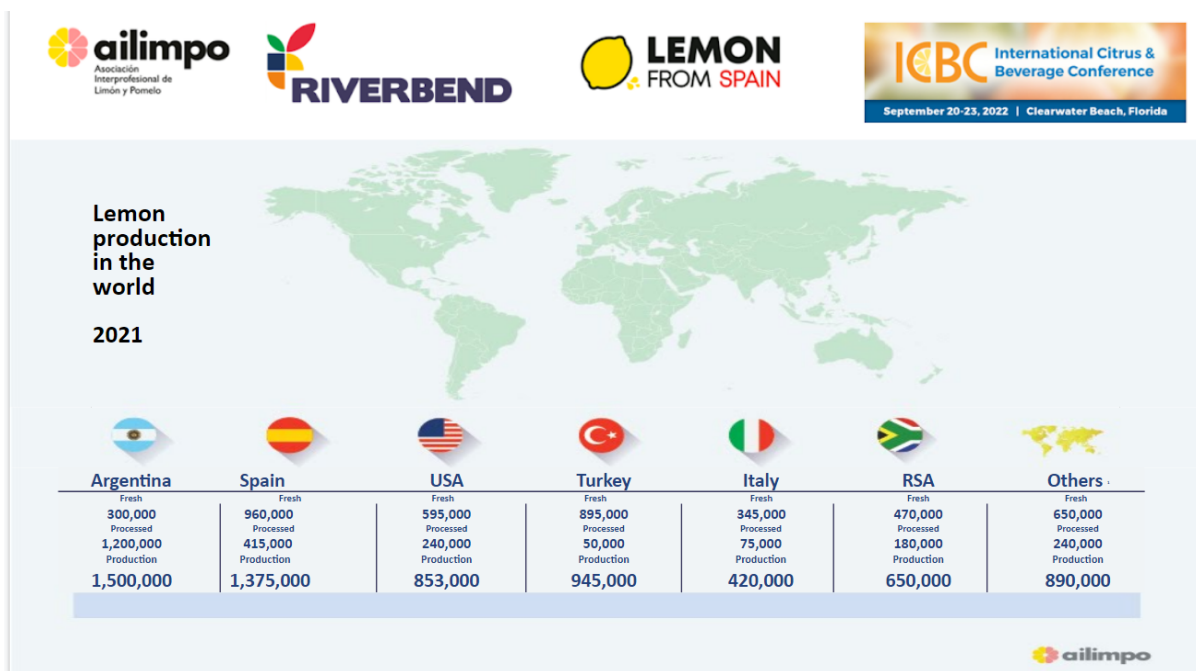 ailimpo
Asociación
Interprofesional de
Limón y Pomelo
RIVERBEND
LEMON
FROM SPAIN
ICBC International Citrus &
Beverage Conference
September 20-23, 2022 | Clearwater Beach, Florida
Lemon
production
in the
world
2021
Argentina Spain USA Turkey Italy RSA Others
Fresh Fresh Fresh Fresh Fresh Fresh Fresh
300,000 960,000 595,000 895,000 345,000 470,000 650,000
Processed Processed Processed Processed Processed Processed Processed
1,200,000 415,000 240,000 50,000 75,000 180,000 240,000
Production Production Production Production Production Production Production
1,500,000 1,375,000 853,000 945,000 420,000 650,000 890,000
ailimpo